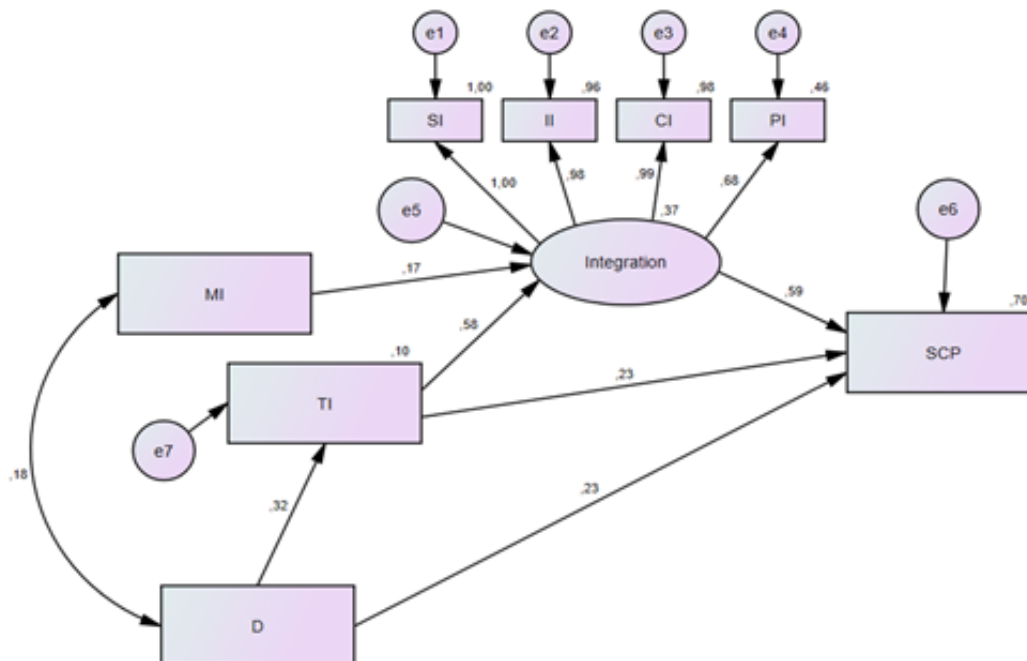 e1
e2
e3
e4
1,00
,96
,98
,46
SI
II
CI
PI
1,00
,98
,99
,68
e5
,37
e6
Integration
MI
,17
,59
,70
,58
SCP
,10
TI
,23
e7
,18
,32
,23
D